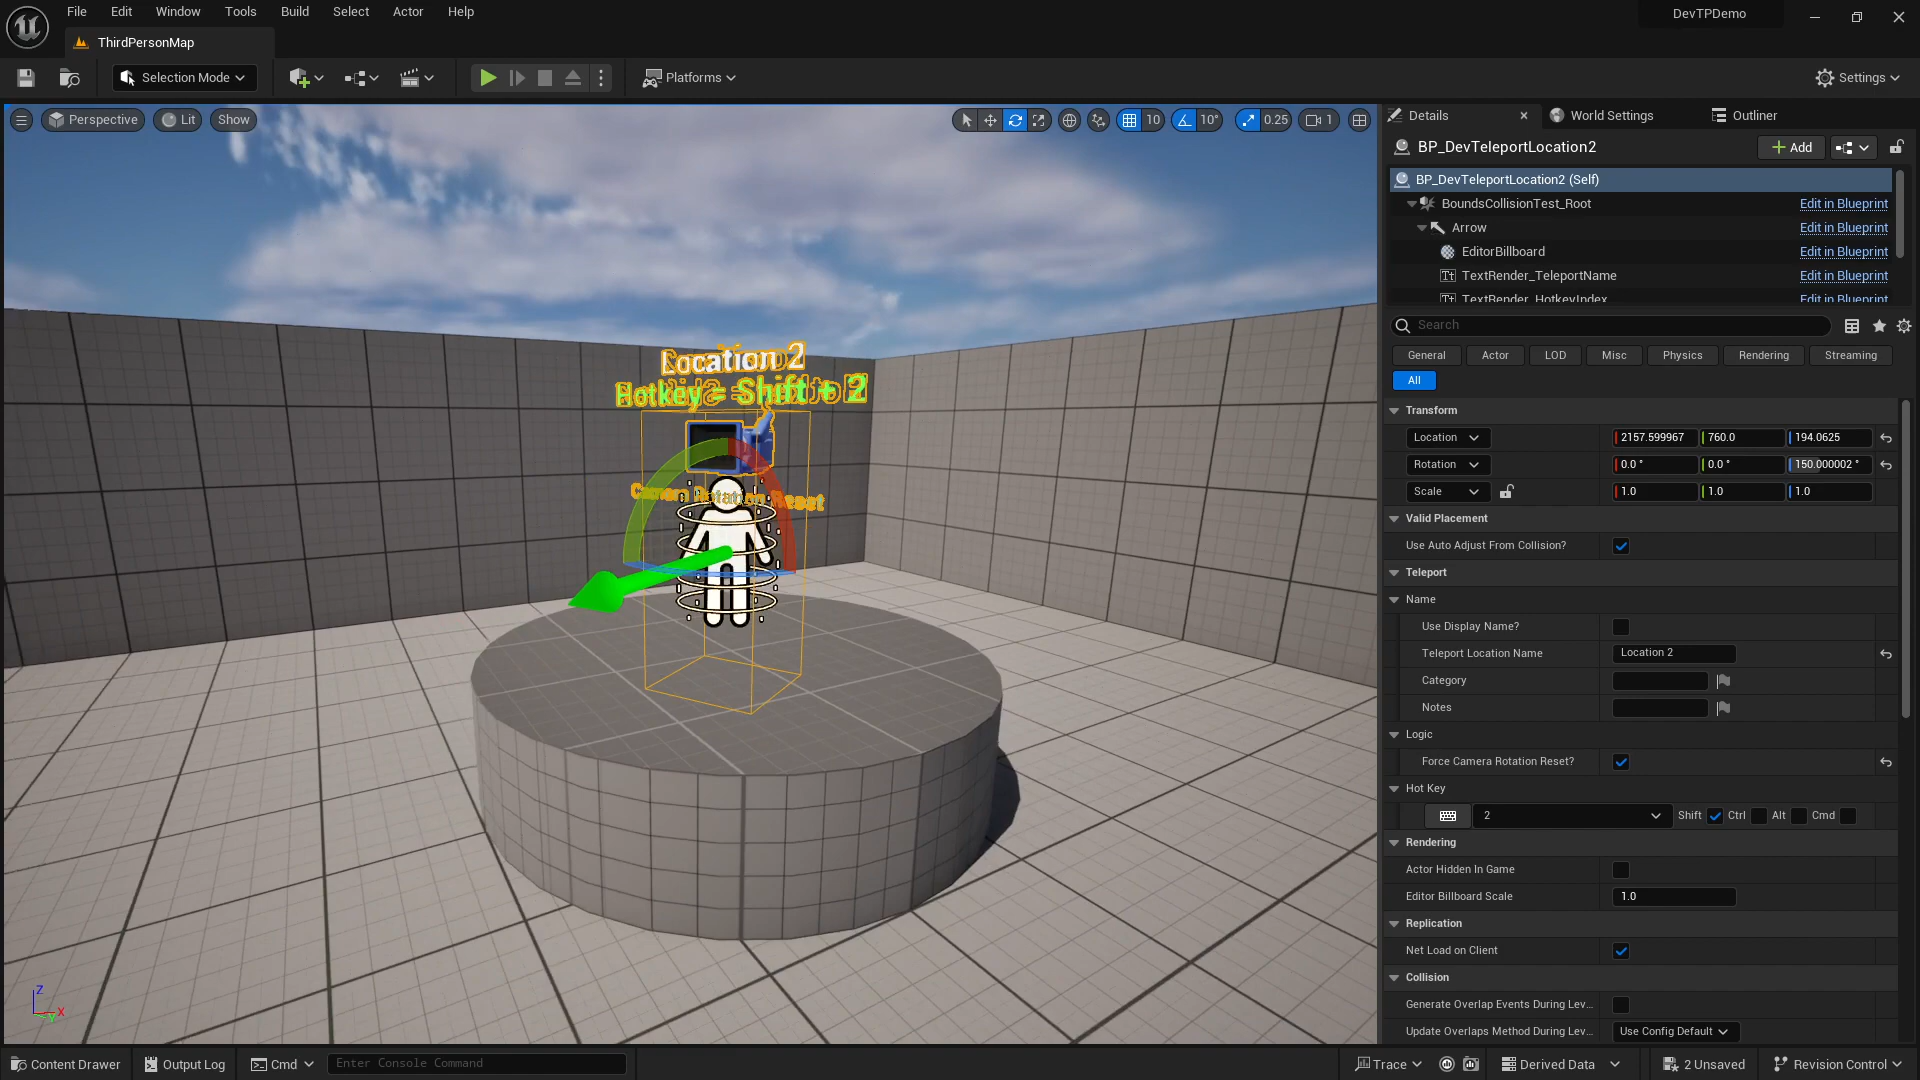 File Edit Window Tools Build Select Actor Help
DevTPDemo
ThirdPersonMap
Selection Mode
Platforms
Settings
Perspective
Lit
Show
10
10°
0.25
1
Details
World Settings
Outliner
BP_DevTeleportLocation2
Add
BP_DevTeleportLocation2 (Self)
BoundsCollisionTest_Root Edit in Blueprint
Arrow Edit in Blueprint
EditorBillboard Edit in Blueprint
TextRender_TeleportName Edit in Blueprint
TextRender_HotkeyIndex Edit in Blueprint
Search
General Actor LOD Misc Physics Rendering Streaming
All
Transform
Location 2157.599967 760.0 194.0625
Rotation 0.0 ° 0.0 ° 150.000002 °
Scale 1.0 1.0 1.0
Valid Placement
Use Auto Adjust From Collision?
Teleport
Name
Use Display Name?
Teleport Location Name Location 2
Category
Notes
Logic
Force Camera Rotation Reset?
Hot Key
2 Shift Ctrl Alt Cmd
Rendering
Actor Hidden In Game
Editor Billboard Scale 1.0
Replication
Net Load on Client
Collision
Generate Overlap Events During Lev...
Update Overlaps Method During Lev... Use Config Default
Location 2
Hotkey = Shift + 2
Camera Rotation Reset
Z
X
Y
Content Drawer
Output Log
Cmd
Enter Console Command
Trace
Derived Data
2 Unsaved
Revision Control